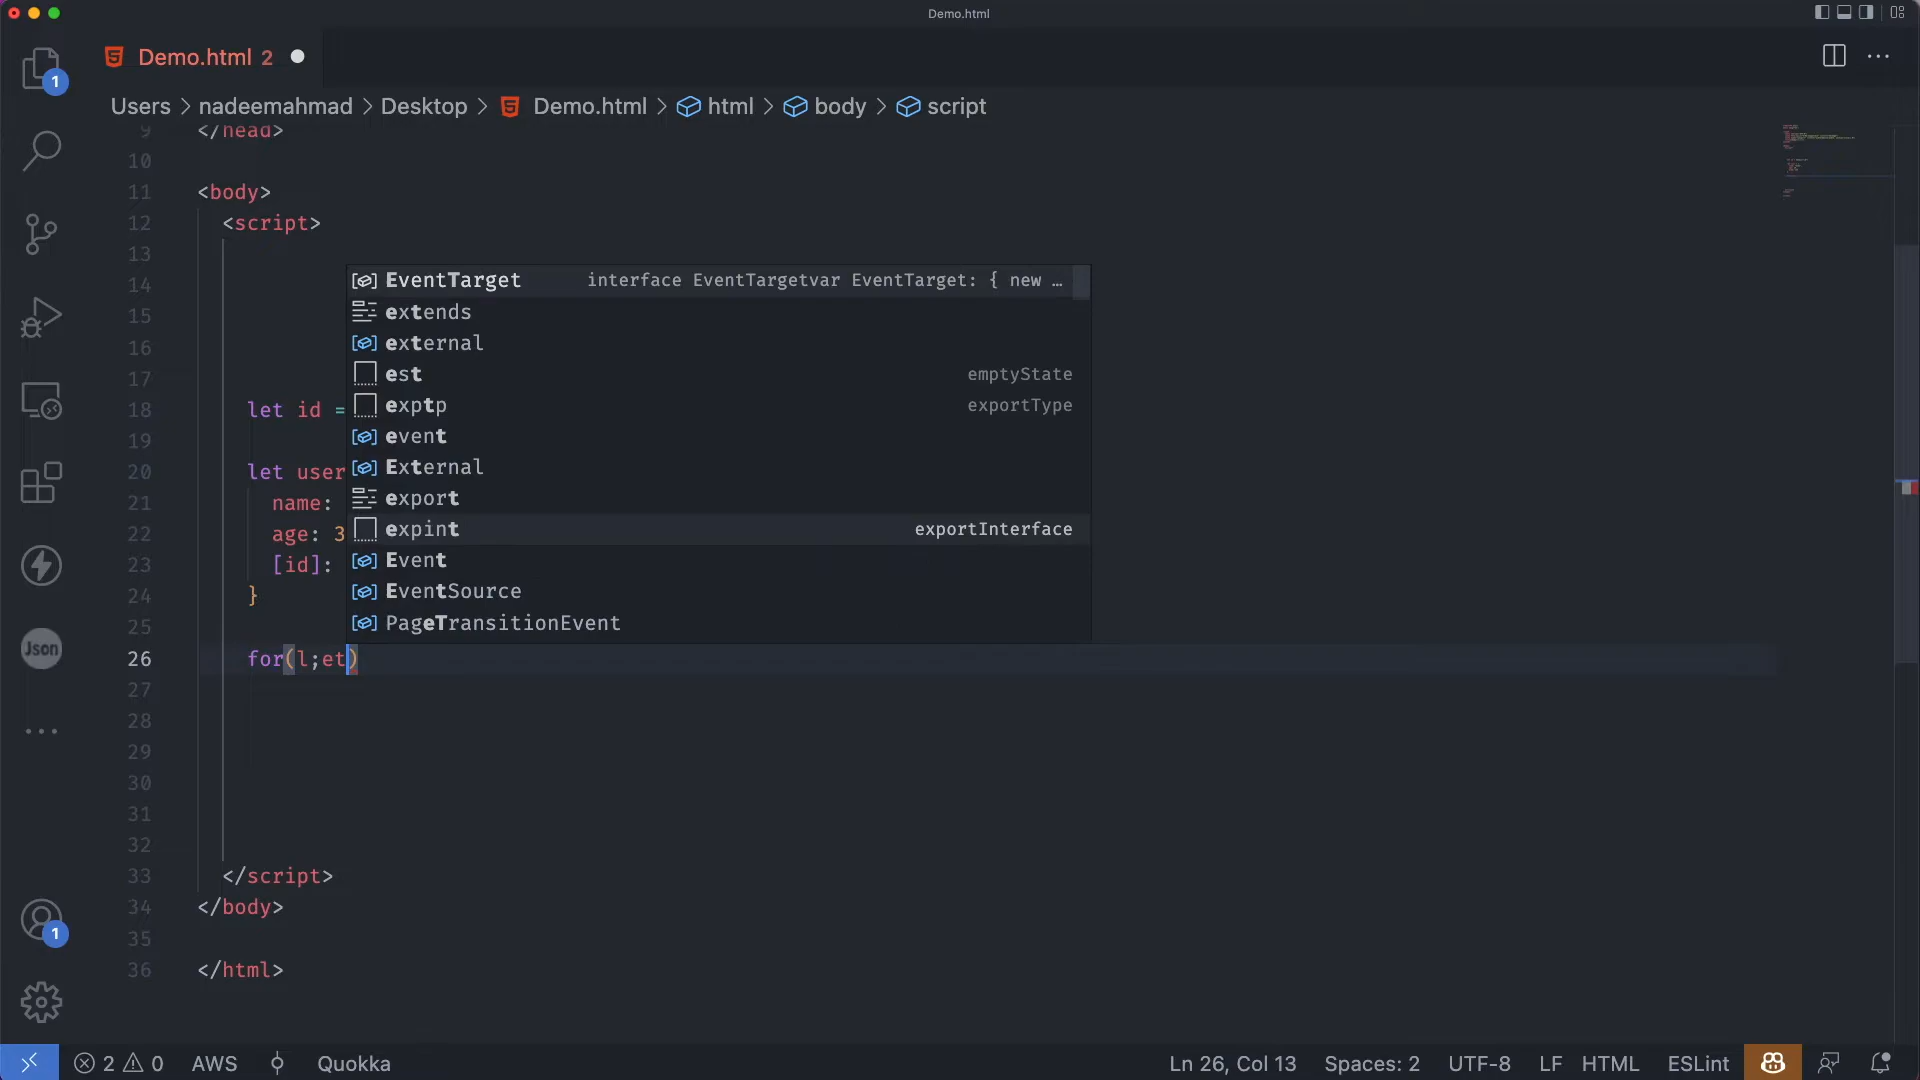 Demo.html
Demo.html 2
1
Users > nadeemahmad > Desktop > Demo.html > html > body > script
9 </head>
10
11 <body>
12 <script>
13
14
15
16
17
18 let id =
19
20 let user
21 name:
22 age: 3
23 [id]:
24 }
25
26 for(l;et)
27
28
29
30
31
32
33 </script>
34 </body>
35
36 </html>
EventTarget interface EventTargetvar EventTarget: { new …
extends
external
est emptyState
exptp exportType
event
External
export
expint exportInterface
Event
EventSource
PageTransitionEvent
Json
1
2 0 AWS Quokka Ln 26, Col 13 Spaces: 2 UTF-8 LF HTML ESLint